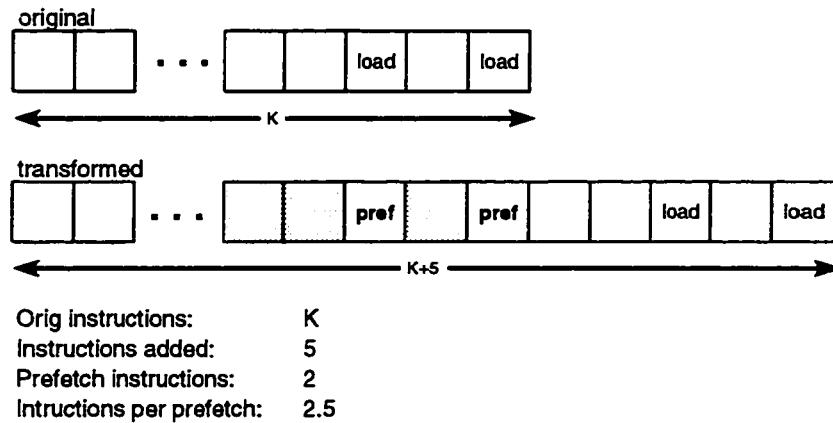 original
. . . load load
K
transformed
. . . pref pref load load
K+5
Orig instructions: K
Instructions added: 5
Prefetch instructions: 2
Intructions per prefetch: 2.5